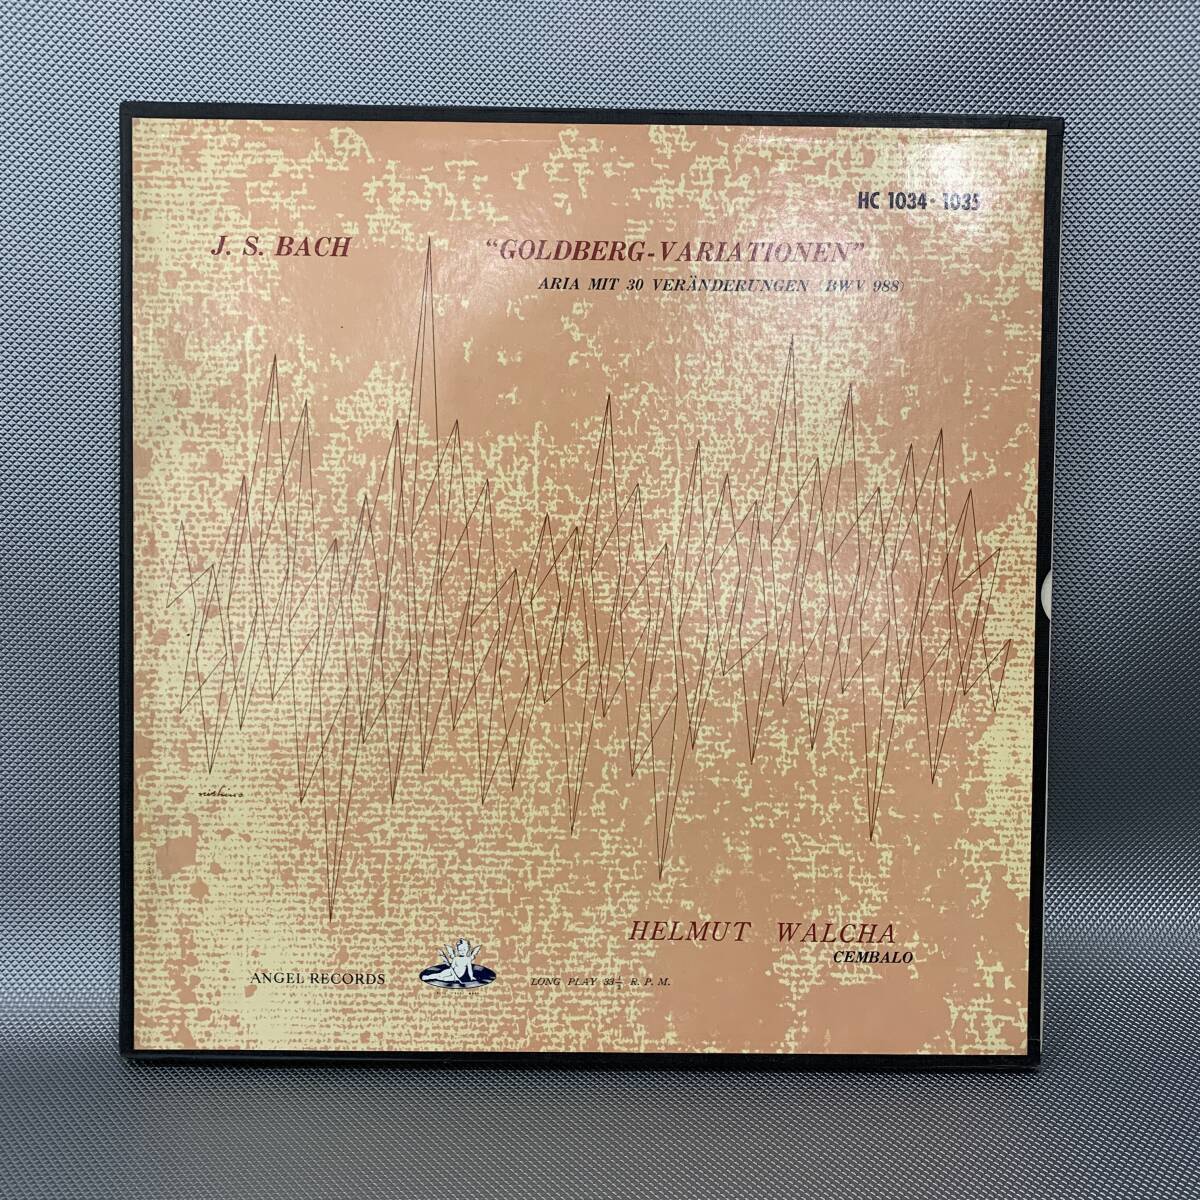 HC 1034・1035
J. S. BACH “GOLDBERG-VARIATIONEN”
ARIA MIT 30 VERÄNDERUNGEN (BWV 988)
HELMUT WALCHA
CEMBALO
ANGEL RECORDS
LONG PLAY 33⅓ R. P. M.